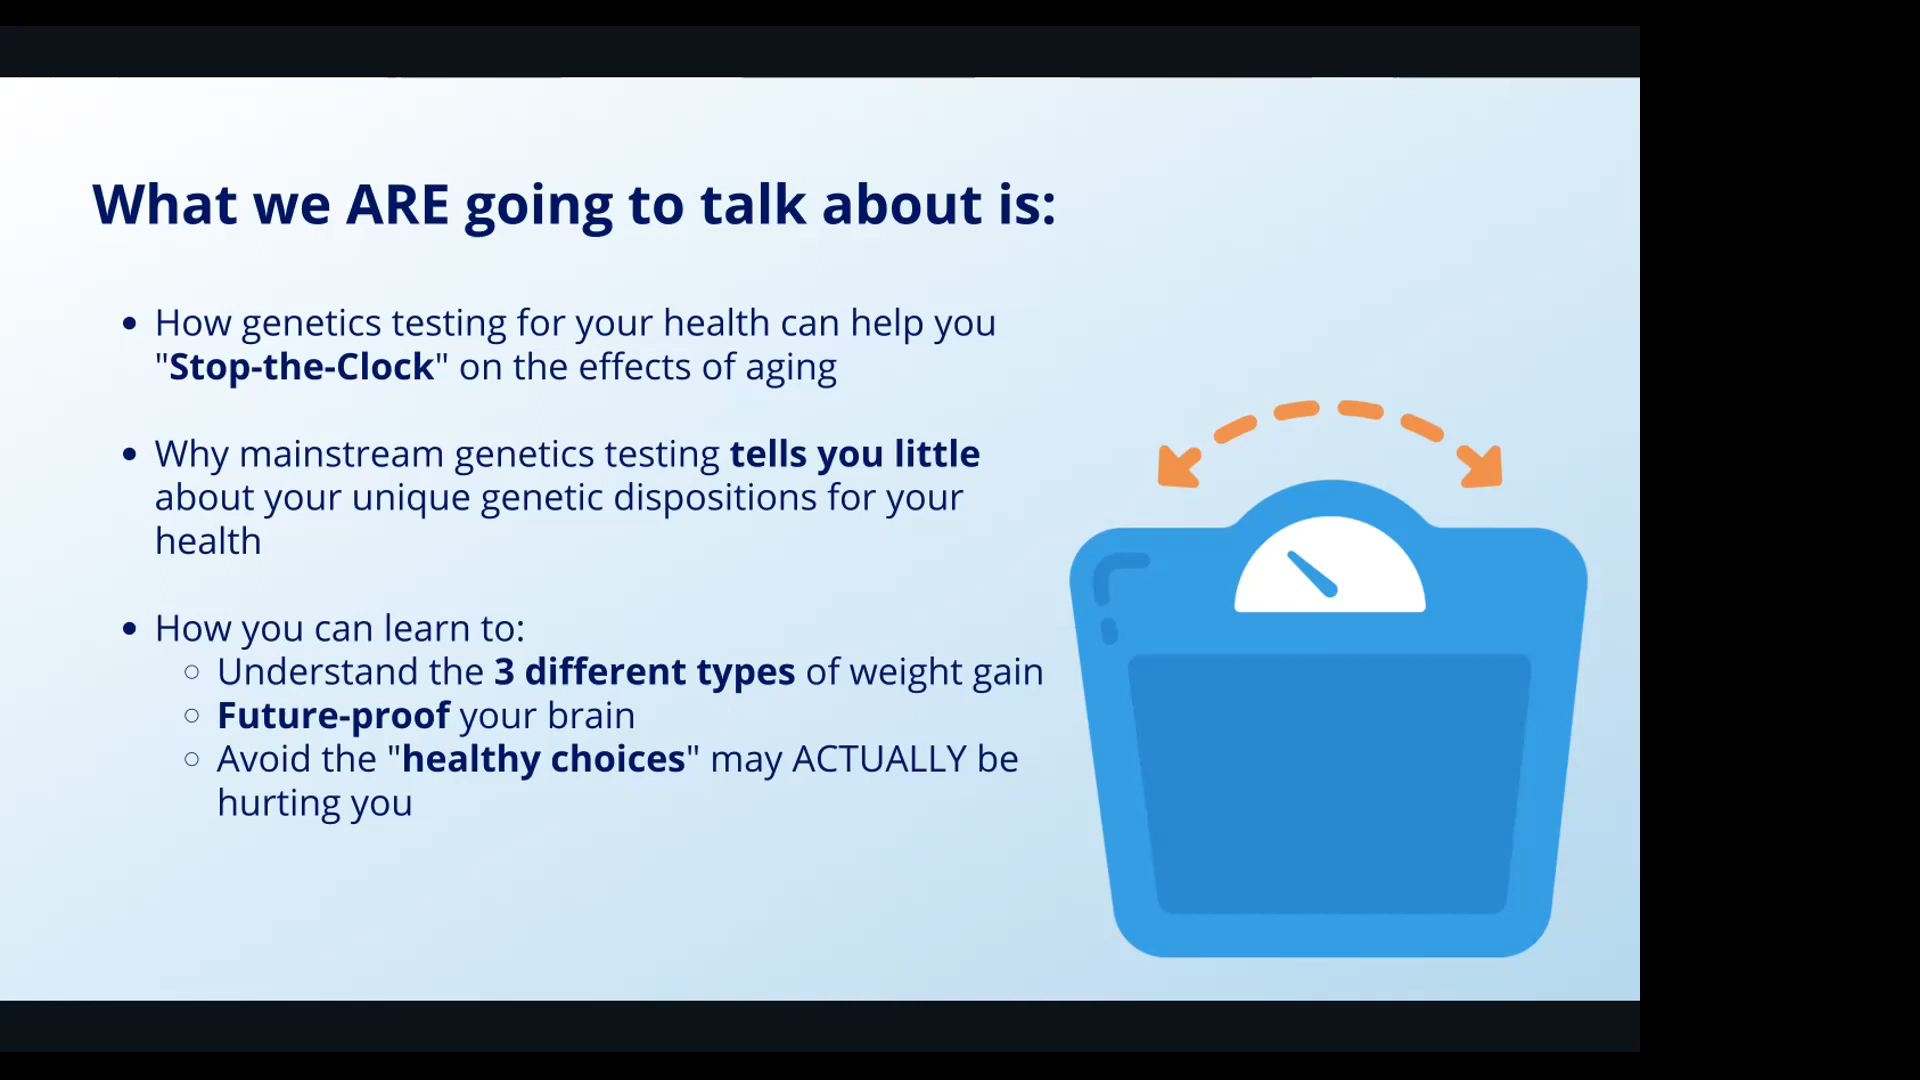 What we ARE going to talk about is:
• How genetics testing for your health can help you
"Stop-the-Clock" on the effects of aging
• Why mainstream genetics testing tells you little
about your unique genetic dispositions for your
health
• How you can learn to:
○ Understand the 3 different types of weight gain
○ Future-proof your brain
○ Avoid the "healthy choices" may ACTUALLY be
hurting you